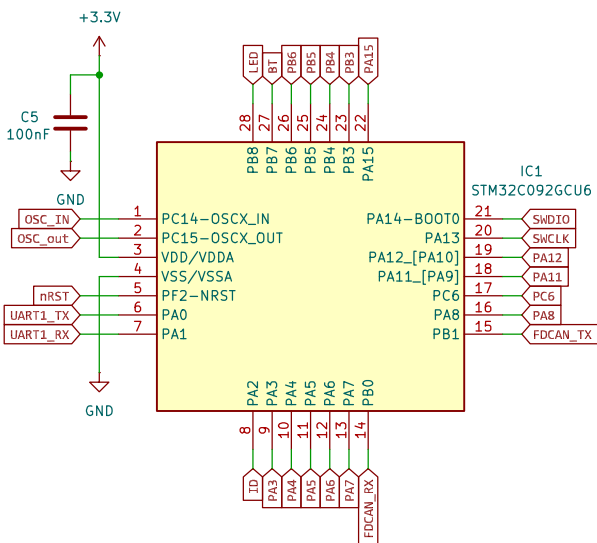 +3.3V
C5
100nF
GND
LED
BT
PB6
PB5
PB4
PB3
PA15
28
27
26
25
24
23
22
PB8
PB7
PB6
PB5
PB4
PB3
PA15
IC1
STM32C092GCU6
OSC_IN 1 PC14-OSCX_IN
OSC_out 2 PC15-OSCX_OUT
3 VDD/VDDA
4 VSS/VSSA
nRST 5 PF2-NRST
UART1_TX 6 PA0
UART1_RX 7 PA1
PA14-BOOT0 21 SWDIO
PA13 20 SWCLK
PA12_[PA10] 19 PA12
PA11_[PA9] 18 PA11
PC6 17 PC6
PA8 16 PA8
PB1 15 FDCAN_TX
GND
PA2
PA3
PA4
PA5
PA6
PA7
PB0
8
9
10
11
12
13
14
ID
PA3
PA4
PA5
PA6
PA7
FDCAN_RX